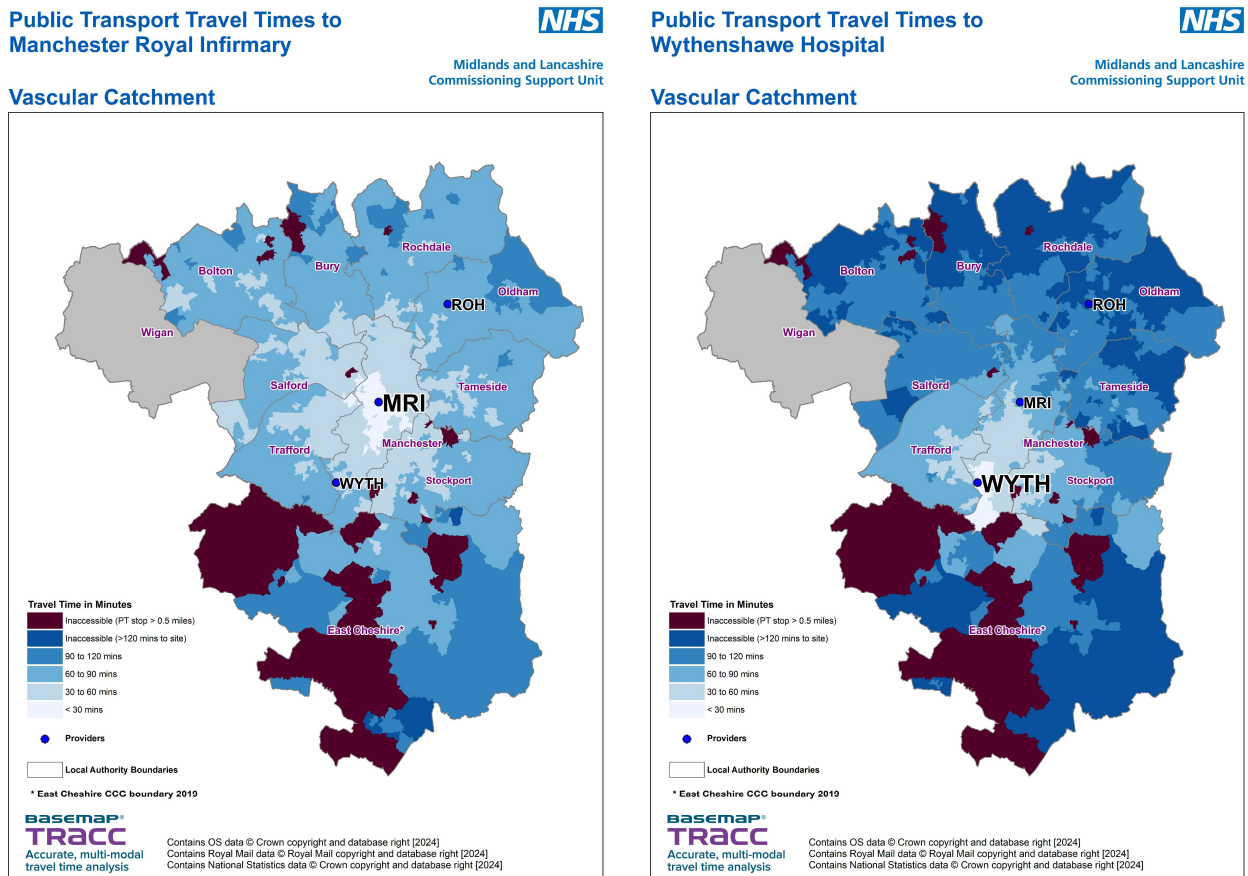 Public Transport Travel Times to
Manchester Royal Infirmary
NHS
Midlands and Lancashire
Commissioning Support Unit
Vascular Catchment
Rochdale
Bury
Bolton
Oldham
ROH
Wigan
Salford
Tameside
MRI
Manchester
Trafford
WYTH
Stockport
East Cheshire*
Travel Time in Minutes
Inaccessible (PT stop > 0.5 miles)
Inaccessible (>120 mins to site)
90 to 120 mins
60 to 90 mins
30 to 60 mins
< 30 mins
Providers
Local Authority Boundaries
* East Cheshire CCC boundary 2019
BASEMAP®
TRACC
Accurate, multi-modal
travel time analysis
Contains OS data © Crown copyright and database right [2024]
Contains Royal Mail data © Royal Mail copyright and database right [2024]
Contains National Statistics data © Crown copyright and database right [2024]
Public Transport Travel Times to
Wythenshawe Hospital
NHS
Midlands and Lancashire
Commissioning Support Unit
Vascular Catchment
Rochdale
Bury
Bolton
Oldham
ROH
Wigan
Salford
Tameside
MRI
Manchester
Trafford
WYTH
Stockport
East Cheshire*
Travel Time in Minutes
Inaccessible (PT stop > 0.5 miles)
Inaccessible (>120 mins to site)
90 to 120 mins
60 to 90 mins
30 to 60 mins
< 30 mins
Providers
Local Authority Boundaries
* East Cheshire CCC boundary 2019
BASEMAP®
TRACC
Accurate, multi-modal
travel time analysis
Contains OS data © Crown copyright and database right [2024]
Contains Royal Mail data © Royal Mail copyright and database right [2024]
Contains National Statistics data © Crown copyright and database right [2024]